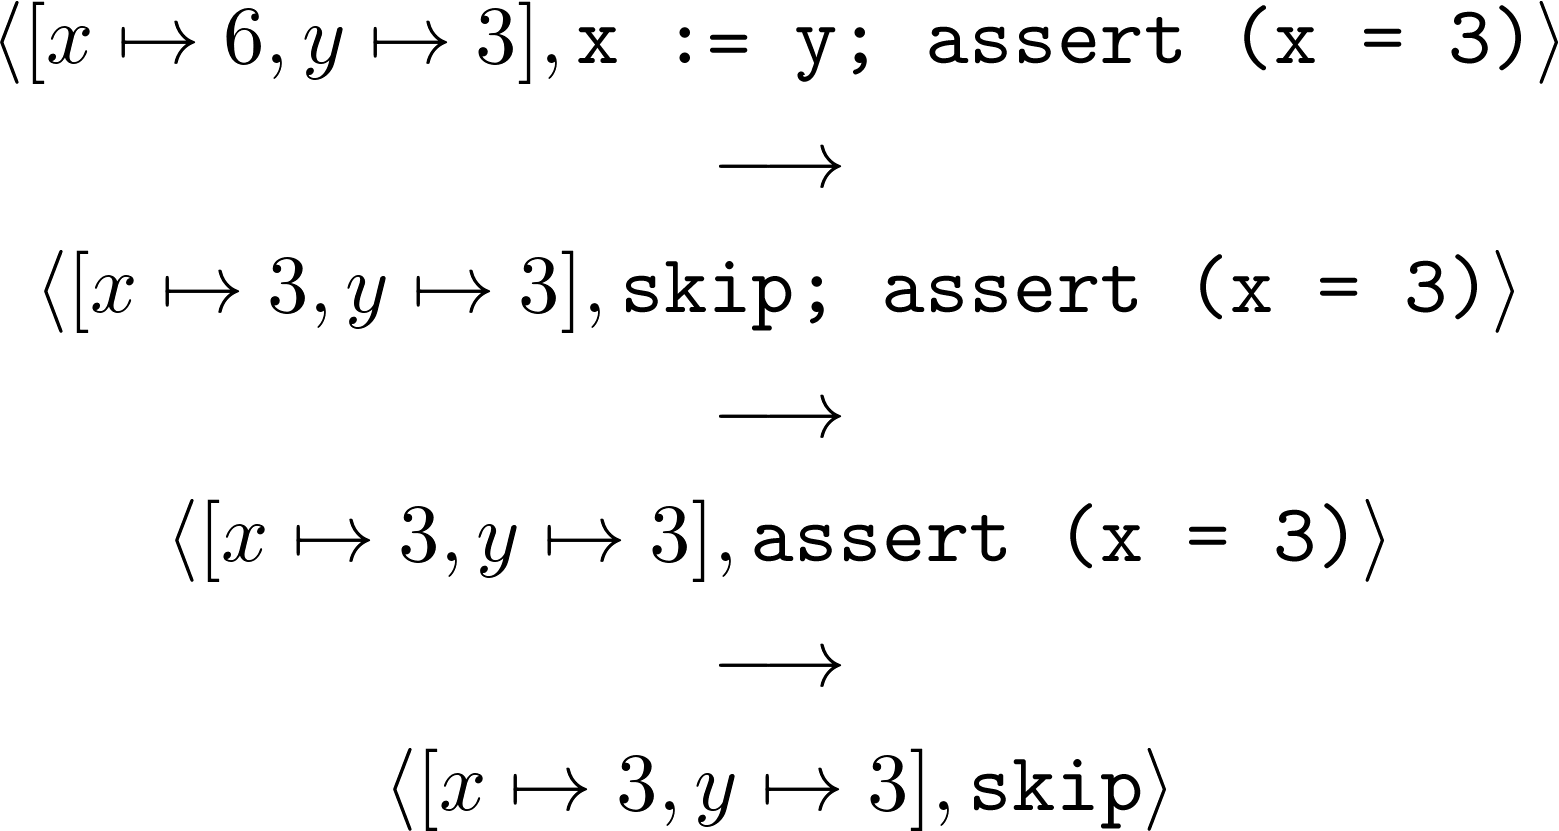 ⟨[x ↦ 6, y ↦ 3], x := y; assert (x = 3)⟩
⟶
⟨[x ↦ 3, y ↦ 3], skip; assert (x = 3)⟩
⟶
⟨[x ↦ 3, y ↦ 3], assert (x = 3)⟩
⟶
⟨[x ↦ 3, y ↦ 3], skip⟩